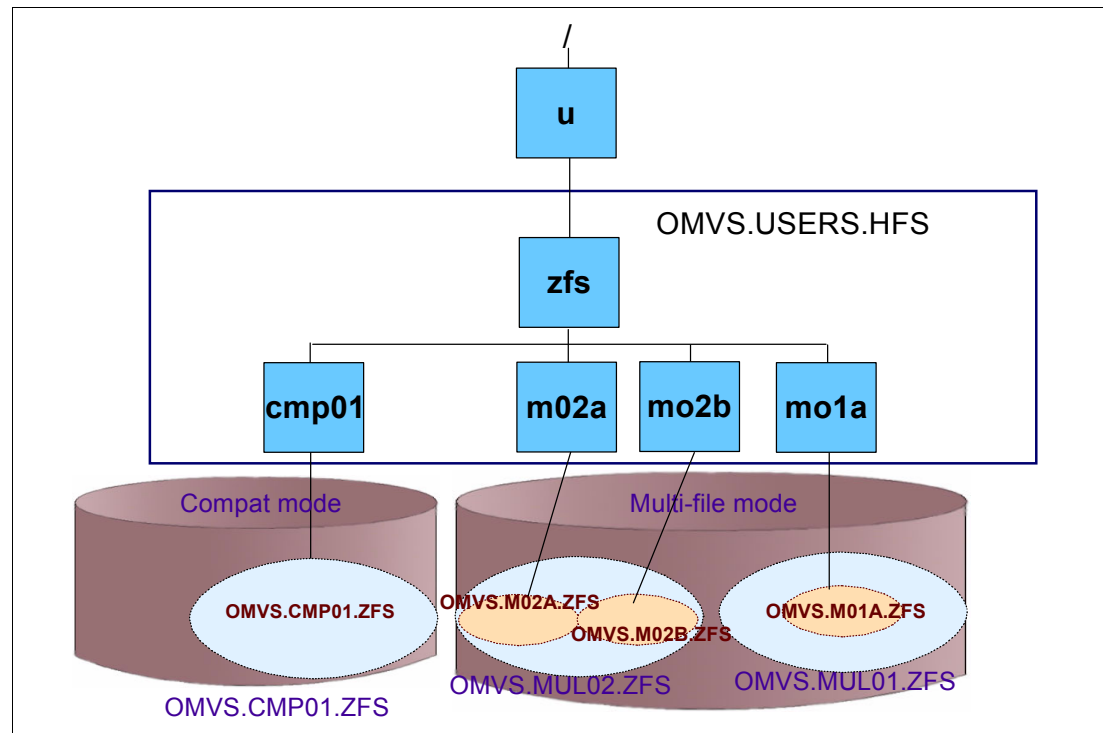 /
u
OMVS.USERS.HFS
zfs
cmp01
m02a
mo2b
mo1a
Compat mode
Multi-file mode
OMVS.CMP01.ZFS
OMVS.M02A.ZFS
OMVS.M02B.ZFS
OMVS.M01A.ZFS
OMVS.CMP01.ZFS
OMVS.MUL02.ZFS
OMVS.MUL01.ZFS